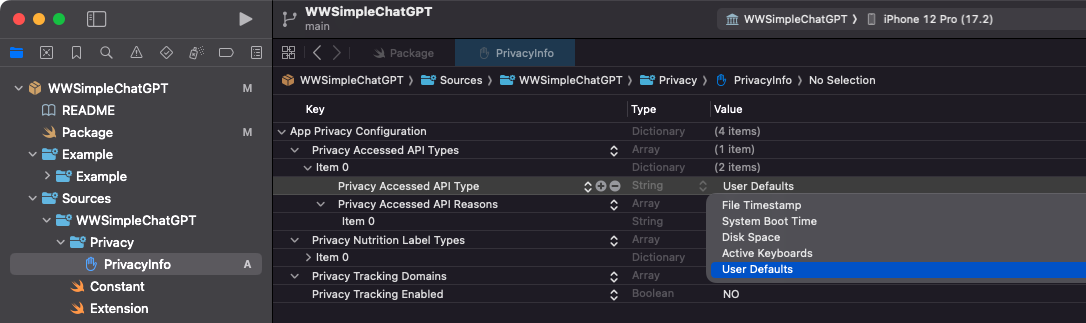 WWSimpleChatGPT
main
WWSimpleChatGPT
iPhone 12 Pro (17.2)
WWSimpleChatGPT M
README
Package M
Example
Example
Sources
WWSimpleChatGPT
Privacy
PrivacyInfo A
Constant
Extension
Package
PrivacyInfo
WWSimpleChatGPT Sources WWSimpleChatGPT Privacy PrivacyInfo No Selection
Key Type Value
App Privacy Configuration Dictionary (4 items)
Privacy Accessed API Types Array (1 item)
Item 0 Dictionary (2 items)
Privacy Accessed API Type String User Defaults
Privacy Accessed API Reasons Array
Item 0 String
Privacy Nutrition Label Types Array
Item 0 Dictionary
Privacy Tracking Domains Array
Privacy Tracking Enabled Boolean NO
File Timestamp
System Boot Time
Disk Space
Active Keyboards
User Defaults